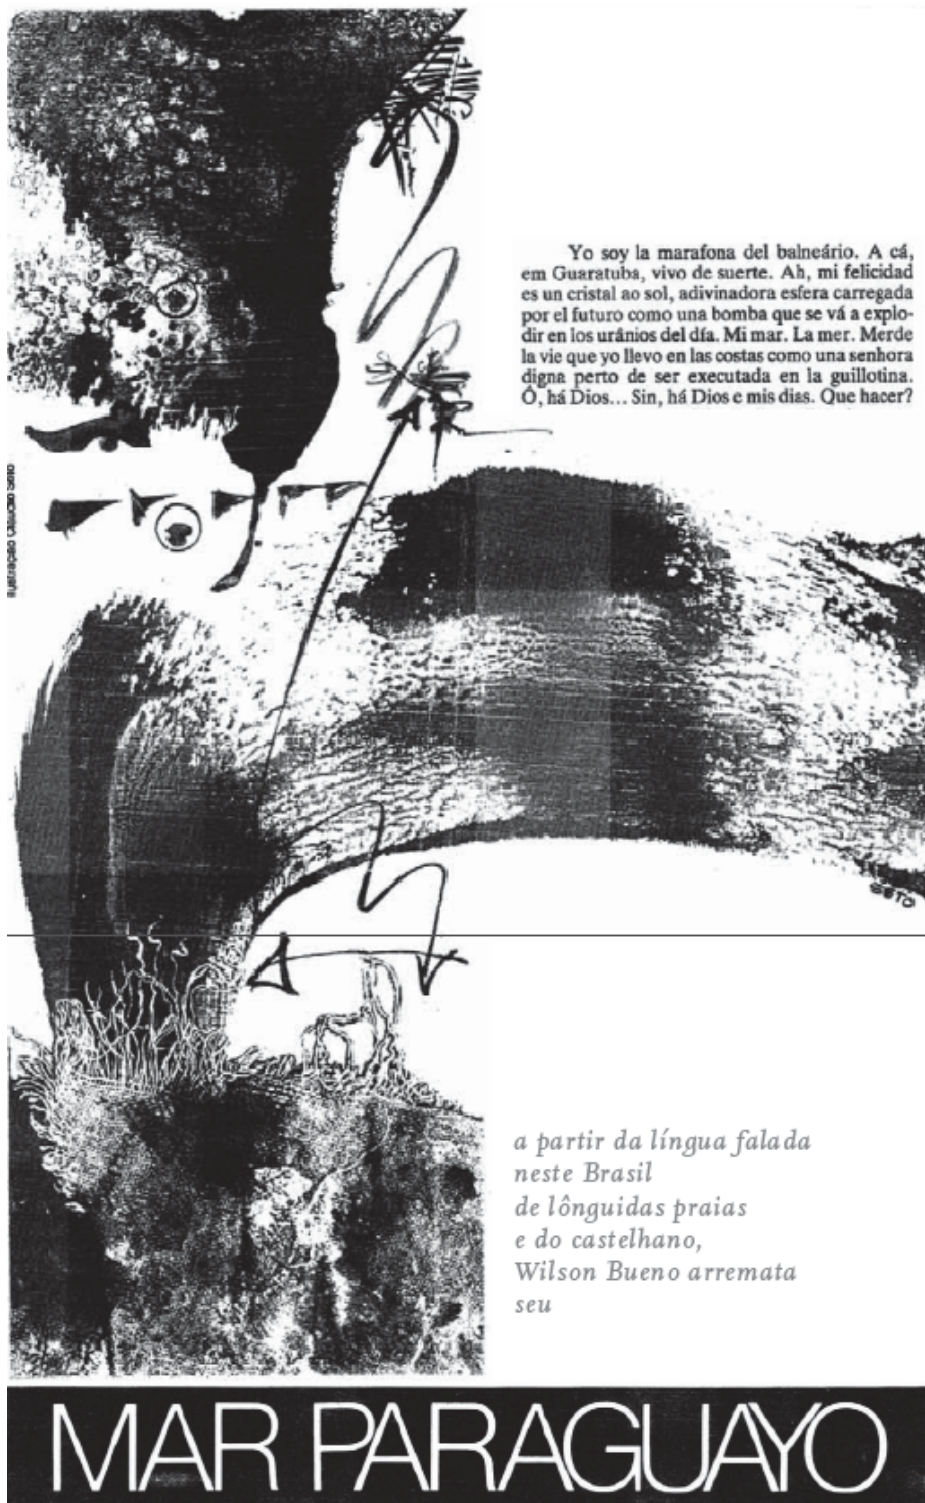 Yo soy la marafona del balneário. A cá,
em Guaratuba, vivo de suerte. Ah, mi felicidad
es un cristal ao sol, adivinadora esfera carregada
por el futuro como una bomba que se vá a explo-
dir en los urânios del día. Mi mar. La mer. Merde
la vie que yo llevo en las costas como una senhora
digna perto de ser executada en la guillotina.
Ó, há Dios... Sin, há Dios e mis dias. Que hacer?
SETO
a partir da língua falada
neste Brasil
de lônguidas praias
e do castelhano,
Wilson Bueno arremata
seu
MAR PARAGUAYO